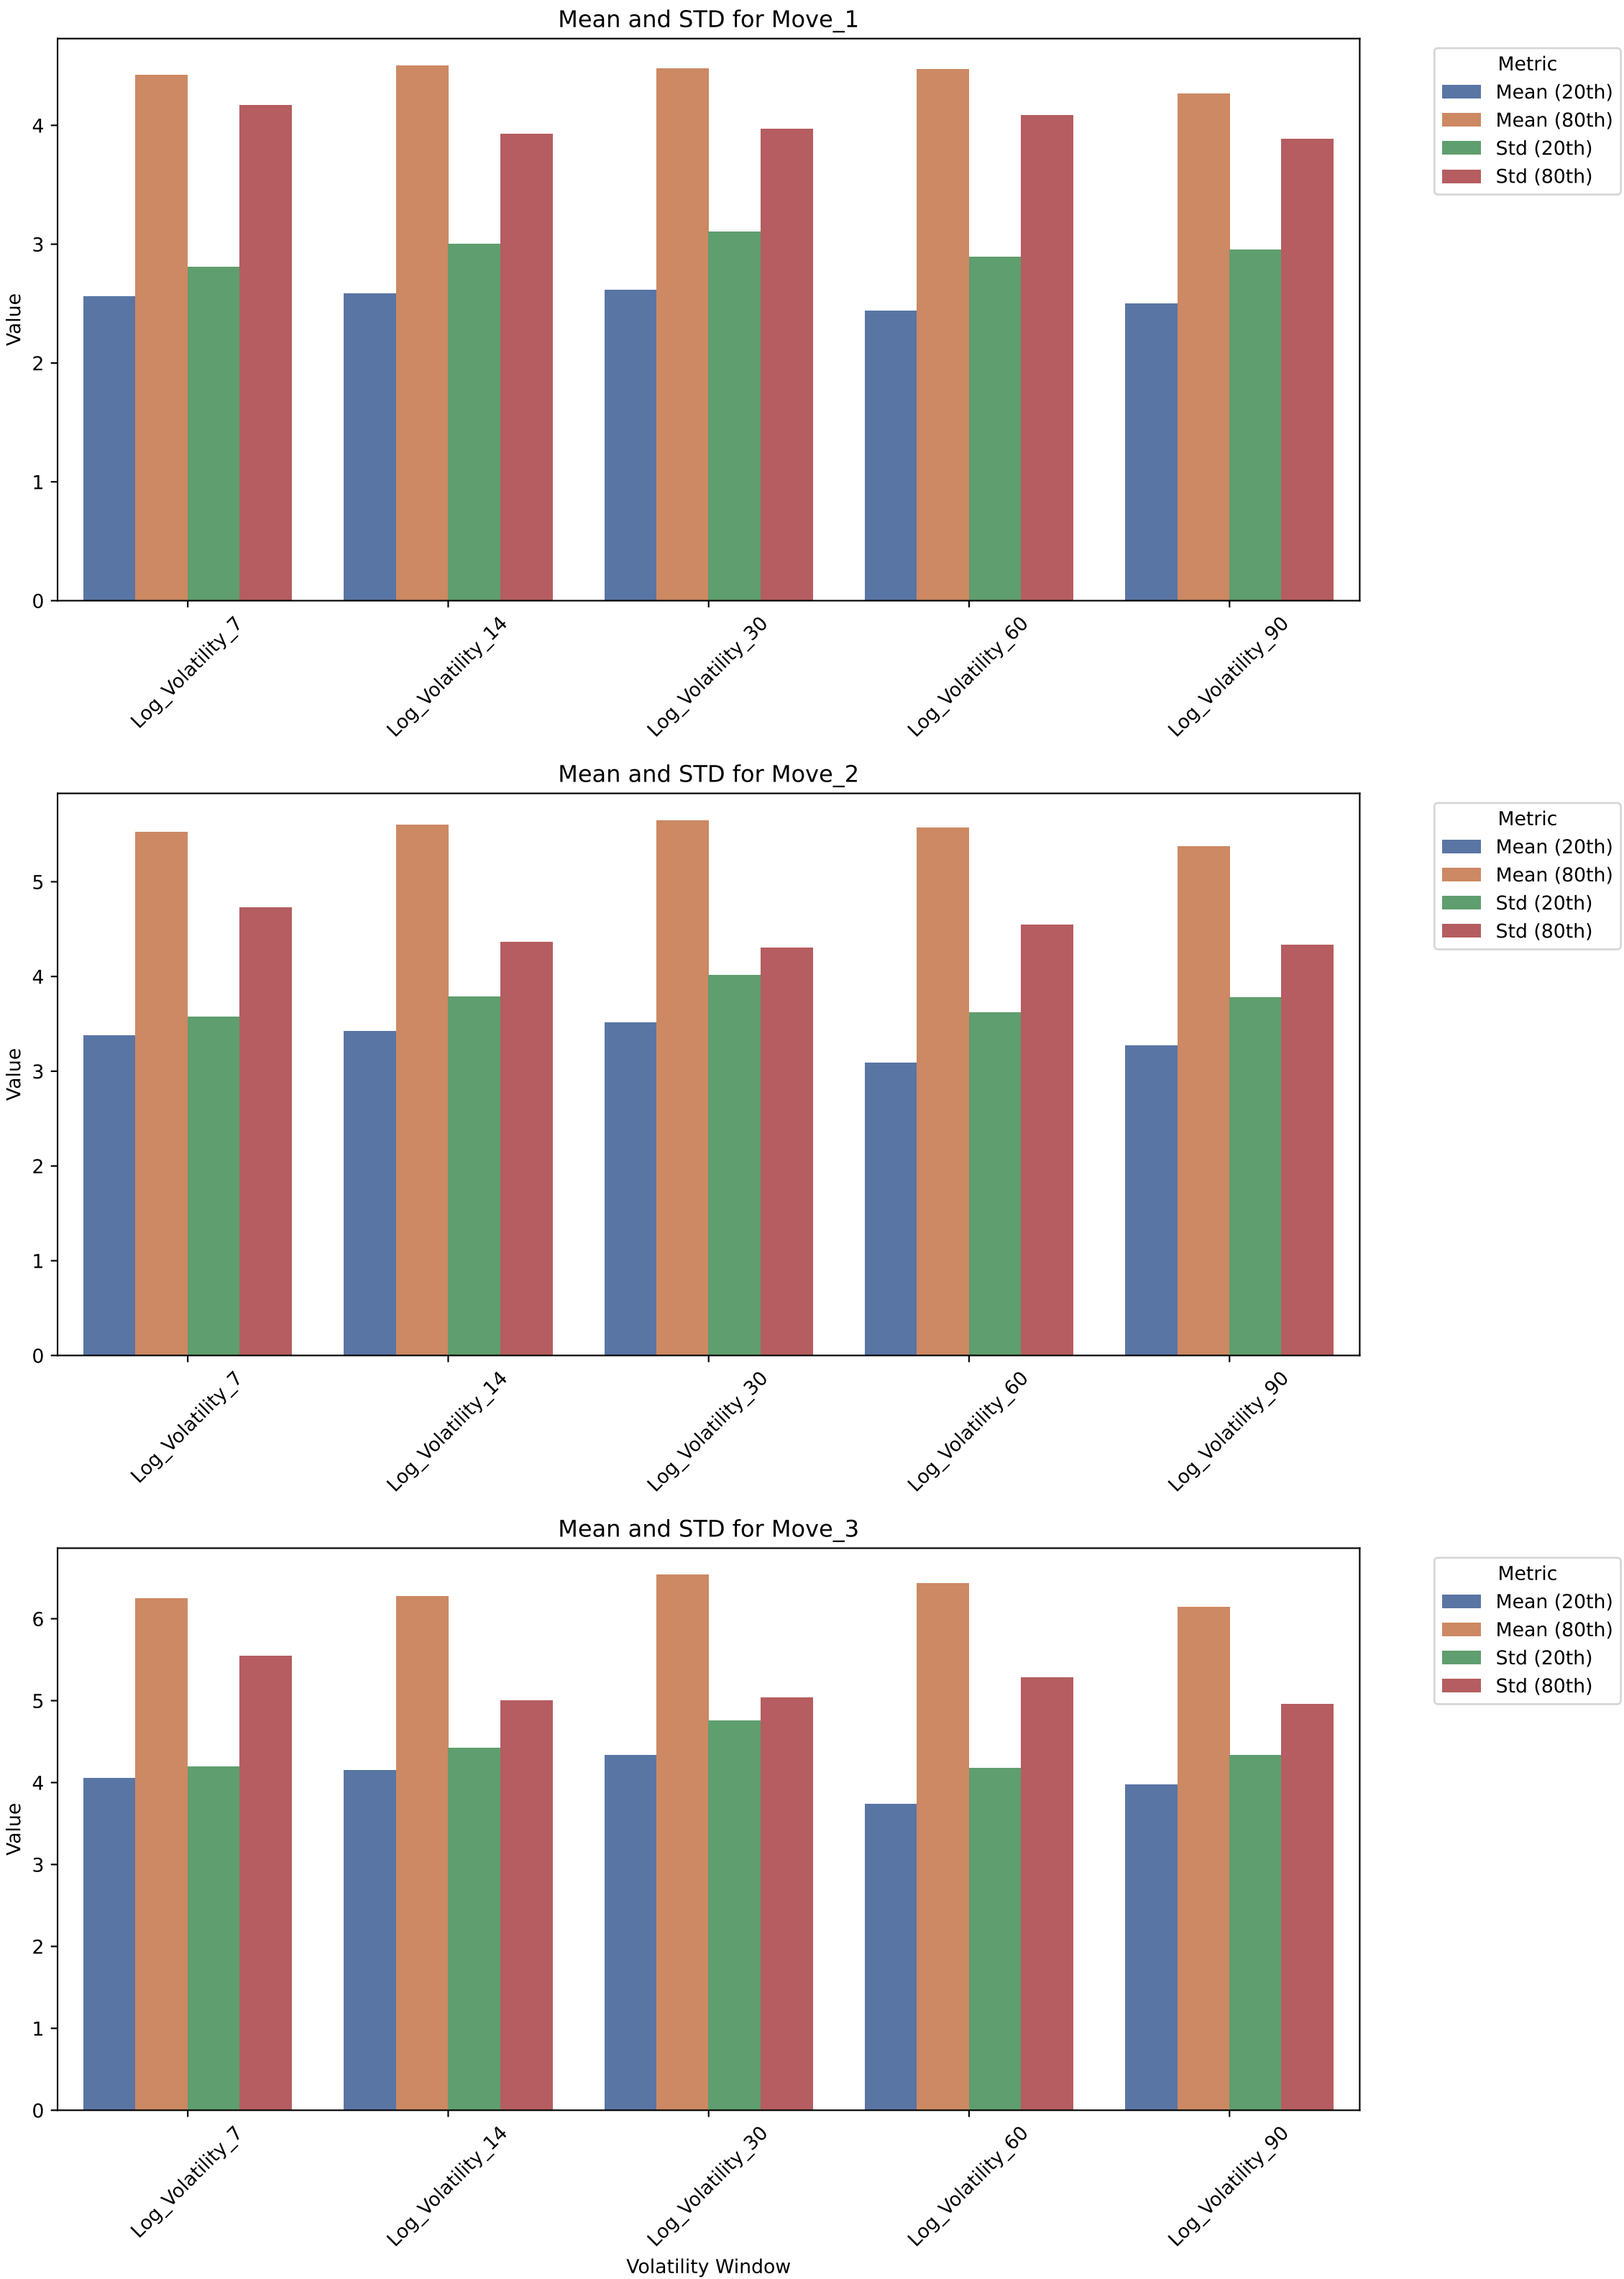 Mean and STD for Move_1
Metric
Mean (20th)
Mean (80th)
Std (20th)
Std (80th)
4
3
2
1
0
Value
Log_Volatility_7
Log_Volatility_14
Log_Volatility_30
Log_Volatility_60
Log_Volatility_90
Mean and STD for Move_2
Metric
Mean (20th)
Mean (80th)
Std (20th)
Std (80th)
5
4
3
2
1
0
Value
Log_Volatility_7
Log_Volatility_14
Log_Volatility_30
Log_Volatility_60
Log_Volatility_90
Mean and STD for Move_3
Metric
Mean (20th)
Mean (80th)
Std (20th)
Std (80th)
6
5
4
3
2
1
0
Value
Log_Volatility_7
Log_Volatility_14
Log_Volatility_30
Log_Volatility_60
Log_Volatility_90
Volatility Window